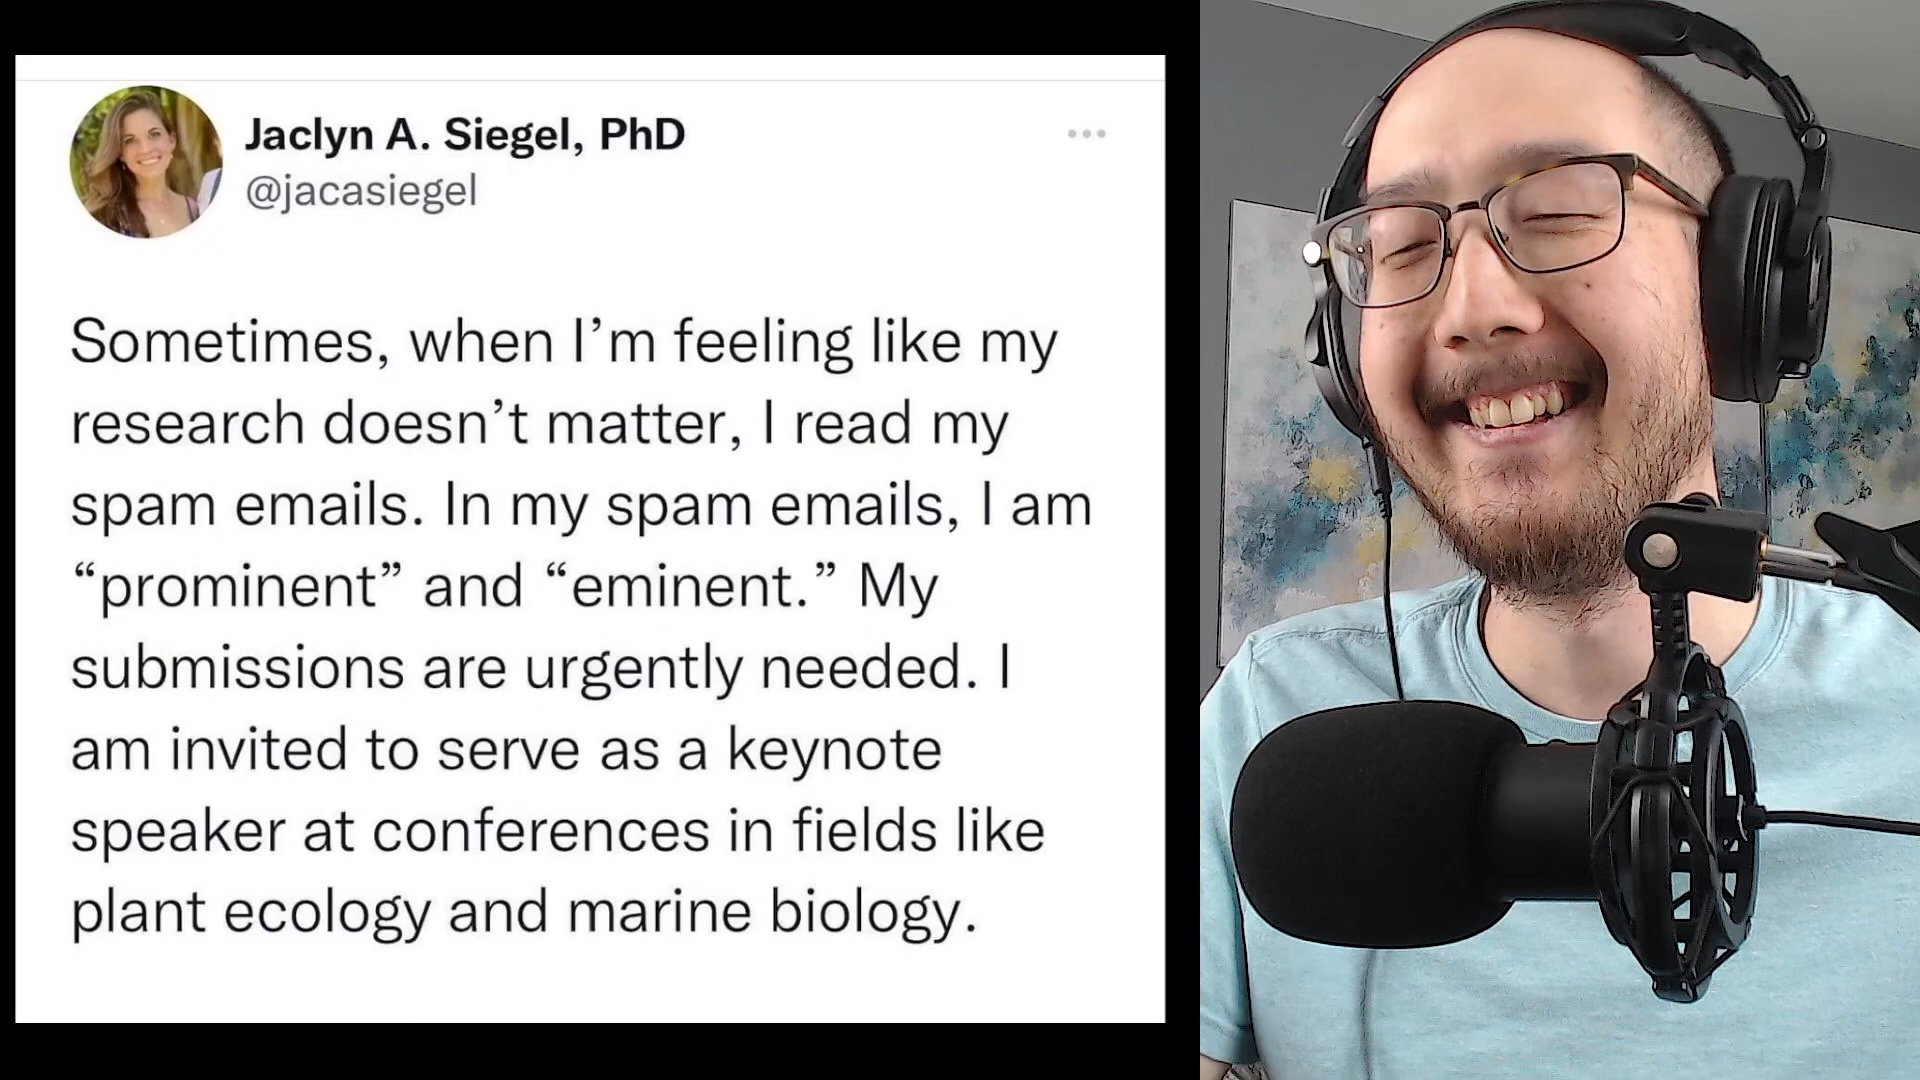 Jaclyn A. Siegel, PhD
@jacasiegel
Sometimes, when I’m feeling like my
research doesn’t matter, I read my
spam emails. In my spam emails, I am
“prominent” and “eminent.” My
submissions are urgently needed. I
am invited to serve as a keynote
speaker at conferences in fields like
plant ecology and marine biology.